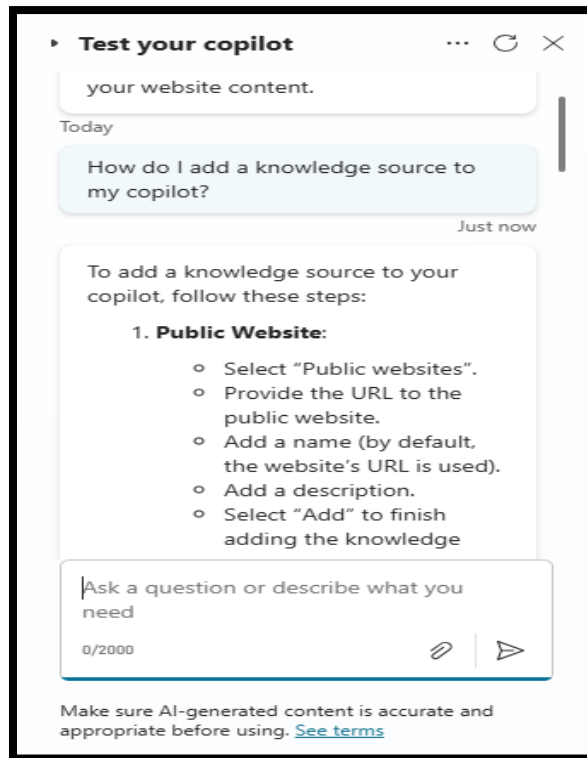 Test your copilot
your website content.
Today
How do I add a knowledge source to
my copilot?
Just now
To add a knowledge source to your
copilot, follow these steps:
1. Public Website:
Select “Public websites”.
Provide the URL to the
public website.
Add a name (by default,
the website’s URL is used).
Add a description.
Select “Add” to finish
adding the knowledge
Ask a question or describe what you
need
0/2000
Make sure AI-generated content is accurate and
appropriate before using. See terms